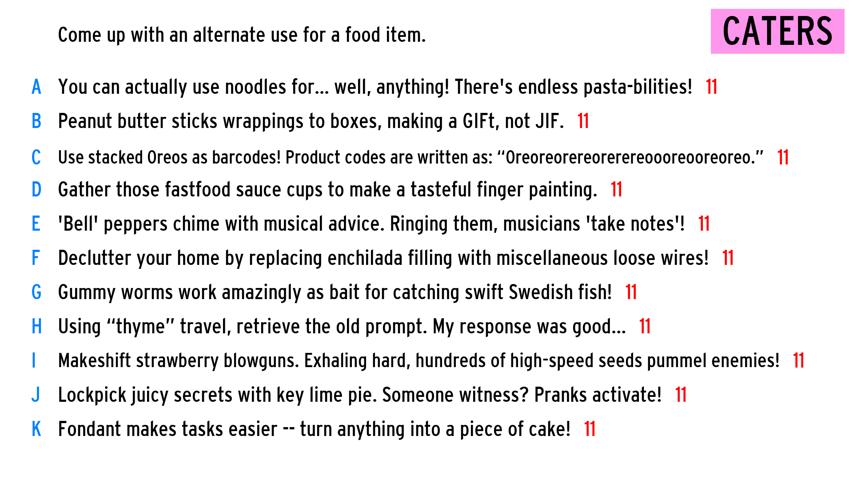 Come up with an alternate use for a food item.
CATERS
A You can actually use noodles for... well, anything! There's endless pasta-bilities! 11
B Peanut butter sticks wrappings to boxes, making a GIFt, not JIF. 11
C Use stacked Oreos as barcodes! Product codes are written as: “Oreoreorereorerereoooreooreoreo.” 11
D Gather those fastfood sauce cups to make a tasteful finger painting. 11
E 'Bell' peppers chime with musical advice. Ringing them, musicians 'take notes'! 11
F Declutter your home by replacing enchilada filling with miscellaneous loose wires! 11
G Gummy worms work amazingly as bait for catching swift Swedish fish! 11
H Using “thyme” travel, retrieve the old prompt. My response was good... 11
I Makeshift strawberry blowguns. Exhaling hard, hundreds of high-speed seeds pummel enemies! 11
J Lockpick juicy secrets with key lime pie. Someone witness? Pranks activate! 11
K Fondant makes tasks easier -- turn anything into a piece of cake! 11